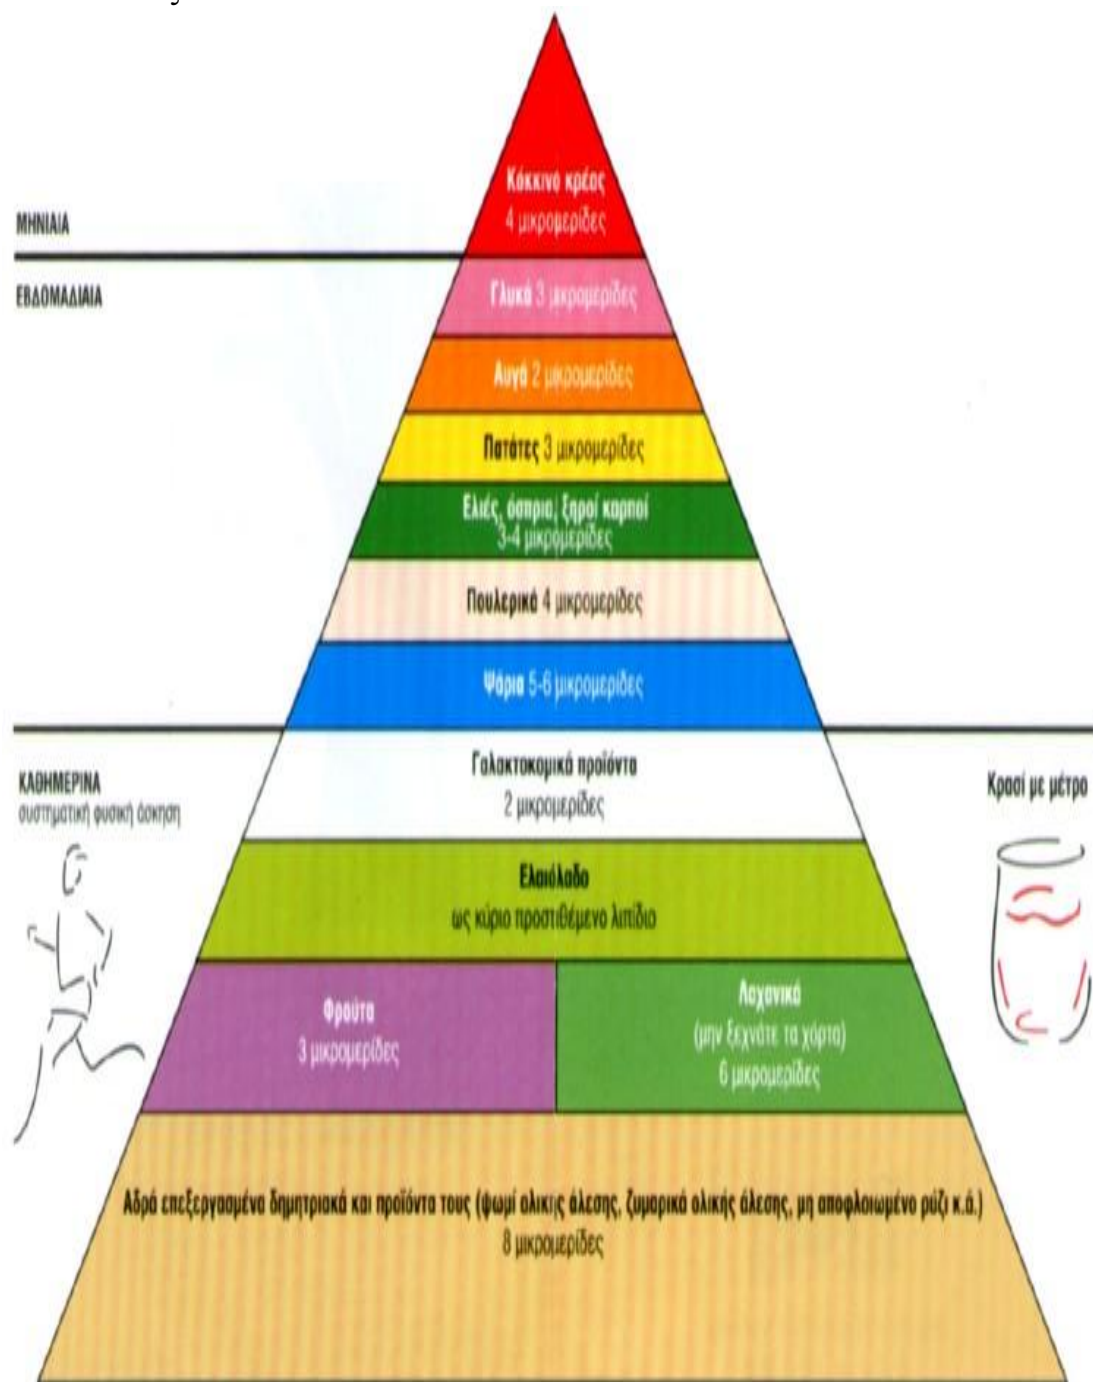 Κόκκινο κρέας
4 μικρομερίδες
ΜΗΝΙΑΙΑ
ΕΒΔΟΜΑΔΙΑΙΑ
Γλυκά 3 μικρομερίδες
Αυγά 2 μικρομερίδες
Πατάτες 3 μικρομερίδες
Ελιές, όσπρια, ξηροί καρποί
3-4 μικρομερίδες
Πουλερικά 4 μικρομερίδες
Ψάρια 5-6 μικρομερίδες
Γαλακτοκομικά προϊόντα
2 μικρομερίδες
ΚΑΘΗΜΕΡΙΝΑ
συστηματική φυσική άσκηση
Κρασί με μέτρο
Ελαιόλαδο
ως κύριο προστιθέμενο λιπίδιο
Φρούτα
3 μικρομερίδες
Λαχανικά
(μην ξεχνάτε τα χόρτα)
6 μικρομερίδες
Αδρά επεξεργασμένα δημητριακά και προϊόντα τους (ψωμί ολικης άλεσης, ζυμαρικά ολικής άλεσης, μη αποφλοιωμένο ρύζι κ.ά.)
8 μικρομερίδες